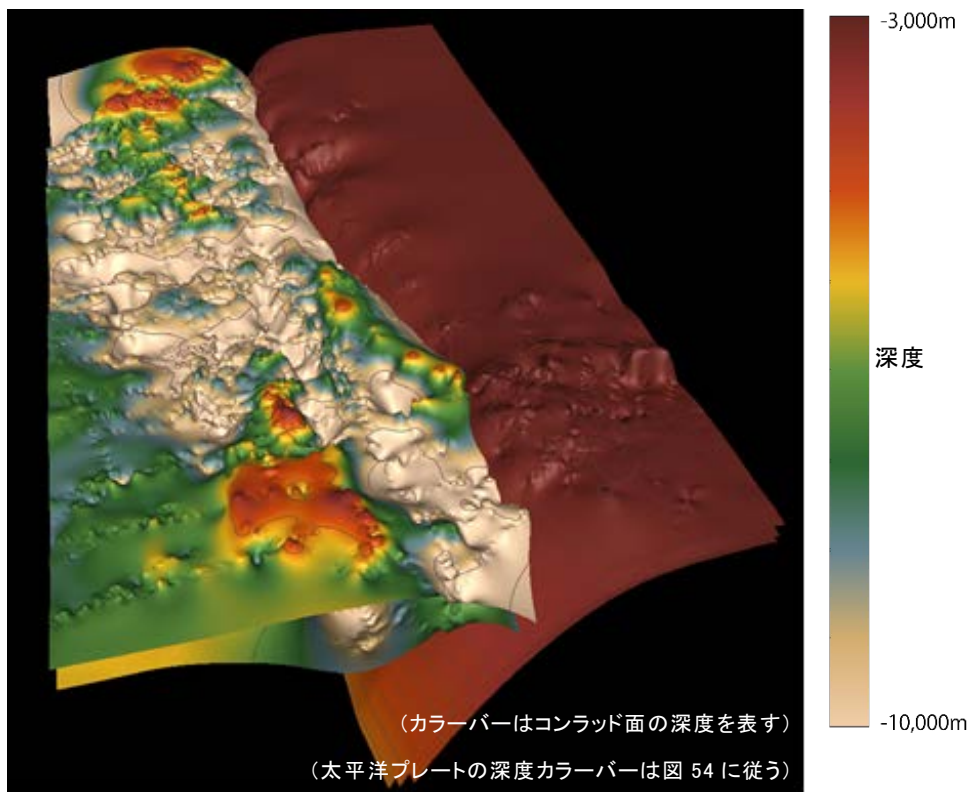 -3,000m
深度
-10,000m
(カラーバーはコンラッド面の深度を表す)
(太平洋プレートの深度カラーバーは図 54 に従う)